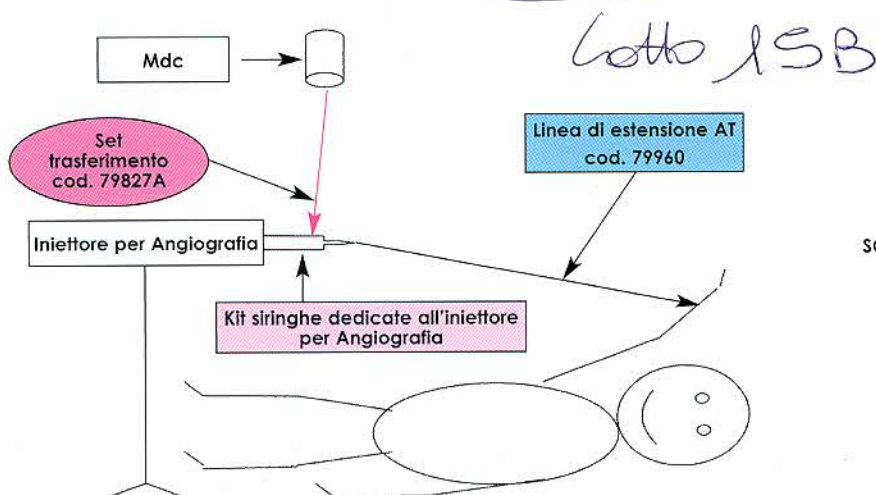 Lotto 15B
Mdc
Set
trasferimento
cod. 79827A
Linea di estensione AT
cod. 79960
Iniettore per Angiografia
Kit siringhe dedicate all'iniettore
per Angiografia